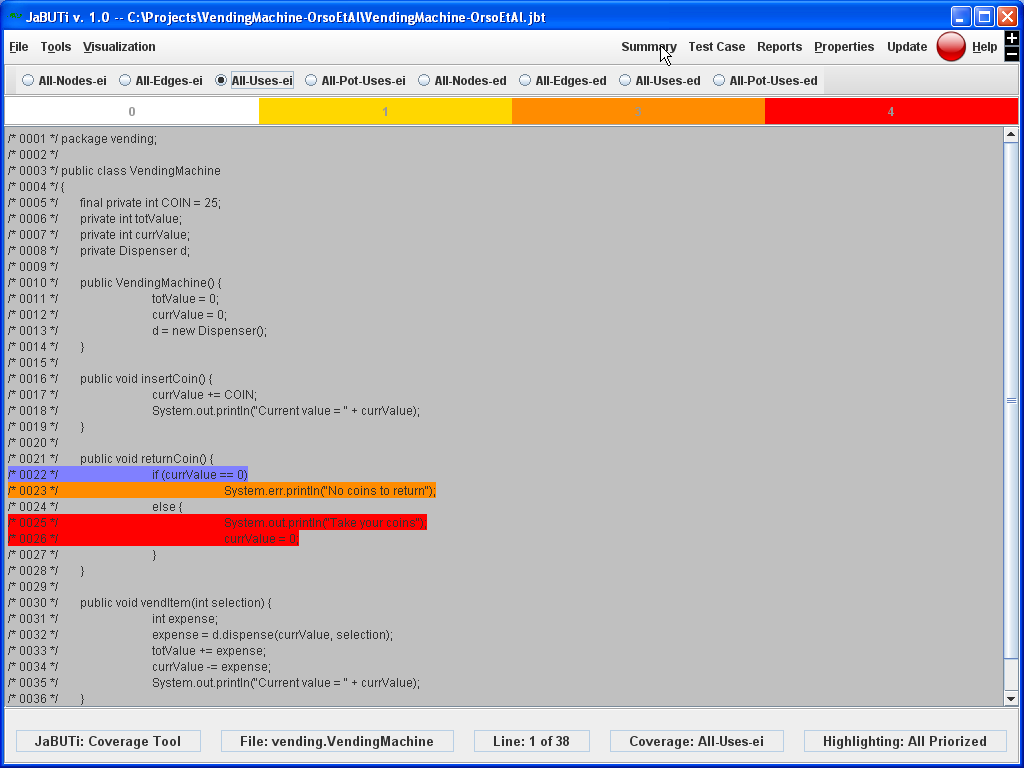 JaBUTi v. 1.0 -- C:\Projects\VendingMachine-OrsoEtAl\VendingMachine-OrsoEtAl.jbt
File Tools Visualization Summary Test Case Reports Properties Update Help
All-Nodes-ei All-Edges-ei All-Uses-ei All-Pot-Uses-ei All-Nodes-ed All-Edges-ed All-Uses-ed All-Pot-Uses-ed
0 1 4
/* 0001 */ package vending;
/* 0002 */
/* 0003 */ public class VendingMachine
/* 0004 */ {
/* 0005 */ final private int COIN = 25;
/* 0006 */ private int totValue;
/* 0007 */ private int currValue;
/* 0008 */ private Dispenser d;
/* 0009 */
/* 0010 */ public VendingMachine() {
/* 0011 */ totValue = 0;
/* 0012 */ currValue = 0;
/* 0013 */ d = new Dispenser();
/* 0014 */ }
/* 0015 */
/* 0016 */ public void insertCoin() {
/* 0017 */ currValue += COIN;
/* 0018 */ System.out.println("Current value = " + currValue);
/* 0019 */ }
/* 0020 */
/* 0021 */ public void returnCoin() {
/* 0022 */ if (currValue == 0)
/* 0023 */ System.err.println("No coins to return");
/* 0024 */ else {
/* 0025 */ System.out.println("Take your coins");
/* 0026 */ currValue = 0;
/* 0027 */ }
/* 0028 */ }
/* 0029 */
/* 0030 */ public void vendItem(int selection) {
/* 0031 */ int expense;
/* 0032 */ expense = d.dispense(currValue, selection);
/* 0033 */ totValue += expense;
/* 0034 */ currValue -= expense;
/* 0035 */ System.out.println("Current value = " + currValue);
/* 0036 */ }
JaBUTi: Coverage Tool File: vending.VendingMachine Line: 1 of 38 Coverage: All-Uses-ei Highlighting: All Priorized